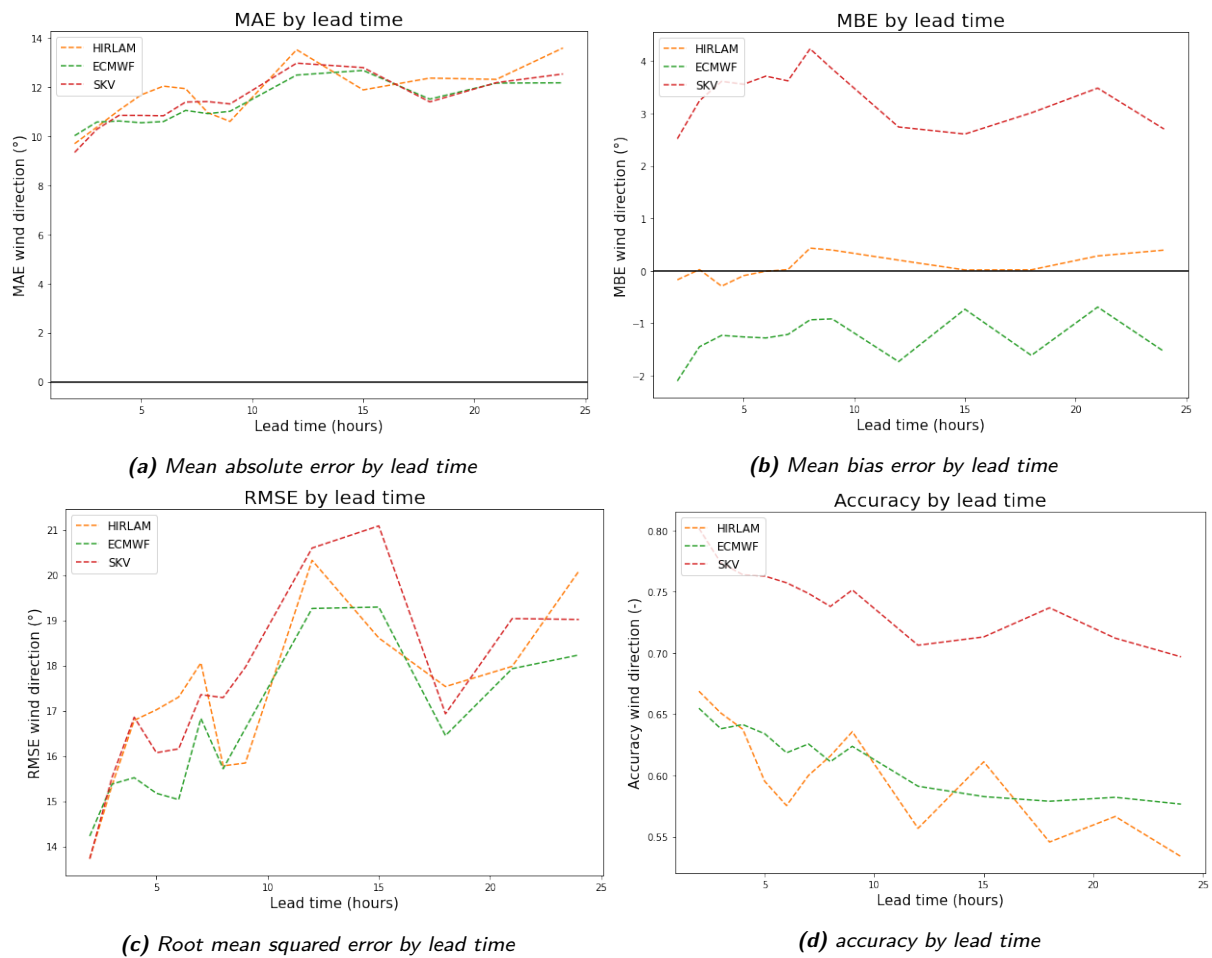 MAE by lead time
HIRLAM
ECMWF
SKV
14
12
10
8
6
4
2
0
MAE wind direction (°)
5
10
15
20
25
Lead time (hours)
(a) Mean absolute error by lead time
MBE by lead time
HIRLAM
ECMWF
SKV
4
3
2
1
0
−1
−2
MBE wind direction (°)
5
10
15
20
25
Lead time (hours)
(b) Mean bias error by lead time
RMSE by lead time
HIRLAM
ECMWF
SKV
21
20
19
18
17
16
15
14
RMSE wind direction (°)
5
10
15
20
25
Lead time (hours)
(c) Root mean squared error by lead time
Accuracy by lead time
HIRLAM
ECMWF
SKV
0.80
0.75
0.70
0.65
0.60
0.55
Accuracy wind direction (-)
5
10
15
20
25
Lead time (hours)
(d) accuracy by lead time